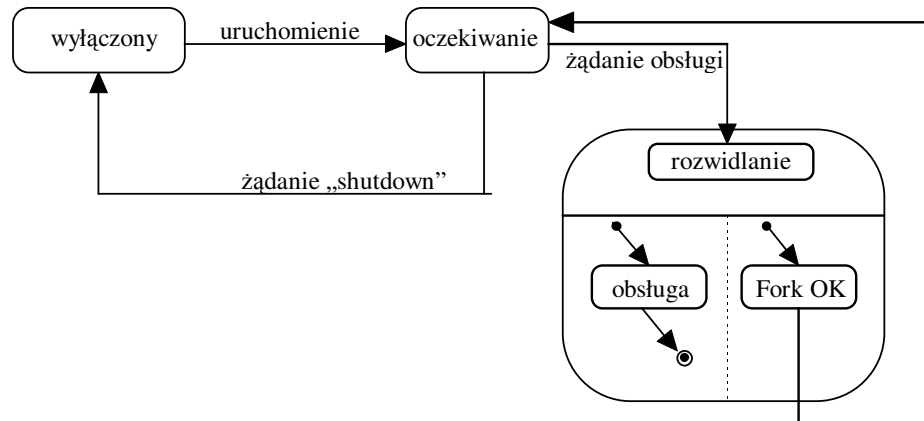 wyłączony
uruchomienie
oczekiwanie
żądanie obsługi
żądanie „shutdown”
rozwidlanie
obsługa
Fork OK